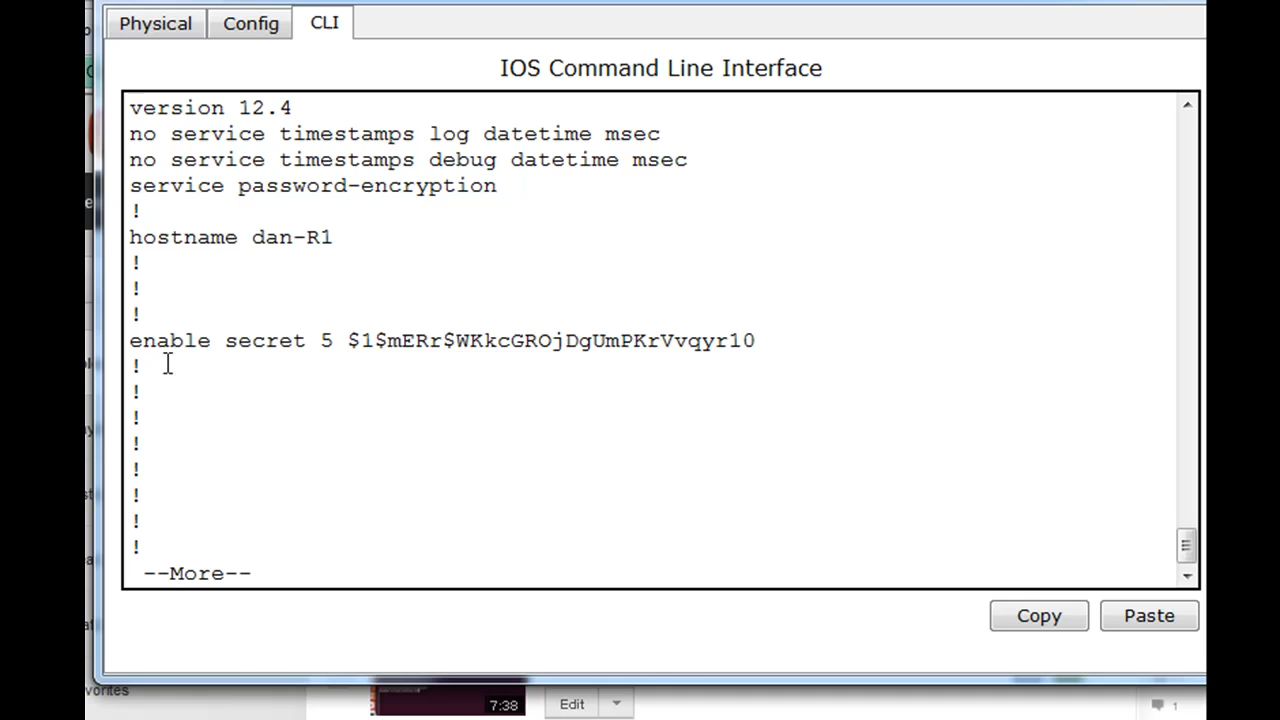 Physical
Config
CLI
IOS Command Line Interface
version 12.4
no service timestamps log datetime msec
no service timestamps debug datetime msec
service password-encryption
!
hostname dan-R1
!
!
!
enable secret 5 $1$mERr$WKkcGROjDgUmPKrVvqyr10
!
!
!
!
!
!
!
!
--More--
Copy
Paste
7:38
Edit
1